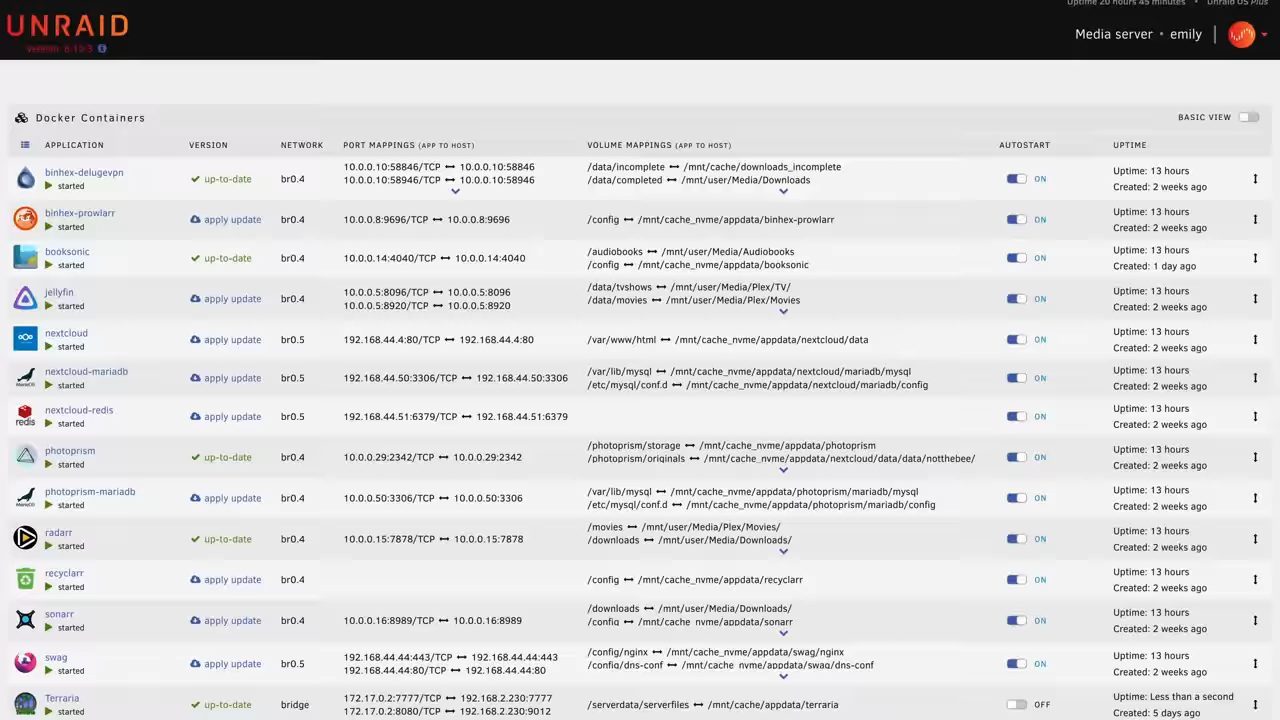 Uptime 20 hours 45 minutes • Unraid OS Plus
UNRAID
Version: 6.10.3
Media server • emily
Docker Containers
BASIC VIEW
APPLICATION VERSION NETWORK PORT MAPPINGS (APP TO HOST) VOLUME MAPPINGS (APP TO HOST) AUTOSTART UPTIME
binhex-delugevpn
started
up-to-date
br0.4
10.0.0.10:58846/TCP ↔ 10.0.0.10:58846
10.0.0.10:58946/TCP ↔ 10.0.0.10:58946
/data/incomplete ↔ /mnt/cache/downloads_incomplete
/data/completed ↔ /mnt/user/Media/Downloads
ON
Uptime: 13 hours
Created: 2 weeks ago
binhex-prowlarr
started
apply update
br0.4
10.0.0.8:9696/TCP ↔ 10.0.0.8:9696
/config ↔ /mnt/cache_nvme/appdata/binhex-prowlarr
ON
Uptime: 13 hours
Created: 2 weeks ago
booksonic
started
up-to-date
br0.4
10.0.0.14:4040/TCP ↔ 10.0.0.14:4040
/audiobooks ↔ /mnt/user/Media/Audiobooks
/config ↔ /mnt/cache_nvme/appdata/booksonic
ON
Uptime: 13 hours
Created: 1 day ago
jellyfin
started
apply update
br0.4
10.0.0.5:8096/TCP ↔ 10.0.0.5:8096
10.0.0.5:8920/TCP ↔ 10.0.0.5:8920
/data/tvshows ↔ /mnt/user/Media/Plex/TV/
/data/movies ↔ /mnt/user/Media/Plex/Movies
ON
Uptime: 13 hours
Created: 2 weeks ago
nextcloud
started
apply update
br0.5
192.168.44.4:80/TCP ↔ 192.168.44.4:80
/var/www/html ↔ /mnt/cache_nvme/appdata/nextcloud/data
ON
Uptime: 13 hours
Created: 2 weeks ago
MariaDB
nextcloud-mariadb
started
apply update
br0.5
192.168.44.50:3306/TCP ↔ 192.168.44.50:3306
/var/lib/mysql ↔ /mnt/cache_nvme/appdata/nextcloud/mariadb/mysql
/etc/mysql/conf.d ↔ /mnt/cache_nvme/appdata/nextcloud/mariadb/config
ON
Uptime: 13 hours
Created: 2 weeks ago
redis
nextcloud-redis
started
apply update
br0.5
192.168.44.51:6379/TCP ↔ 192.168.44.51:6379
ON
Uptime: 13 hours
Created: 2 weeks ago
photoprism
started
up-to-date
br0.4
10.0.0.29:2342/TCP ↔ 10.0.0.29:2342
/photoprism/storage ↔ /mnt/cache_nvme/appdata/photoprism
/photoprism/originals ↔ /mnt/cache_nvme/appdata/nextcloud/data/data/notthebee/
ON
Uptime: 13 hours
Created: 2 weeks ago
MariaDB
photoprism-mariadb
started
apply update
br0.4
10.0.0.50:3306/TCP ↔ 10.0.0.50:3306
/var/lib/mysql ↔ /mnt/cache_nvme/appdata/photoprism/mariadb/mysql
/etc/mysql/conf.d ↔ /mnt/cache_nvme/appdata/photoprism/mariadb/config
ON
Uptime: 13 hours
Created: 2 weeks ago
radarr
started
up-to-date
br0.4
10.0.0.15:7878/TCP ↔ 10.0.0.15:7878
/movies ↔ /mnt/user/Media/Plex/Movies/
/downloads ↔ /mnt/user/Media/Downloads/
ON
Uptime: 13 hours
Created: 2 weeks ago
recyclarr
started
apply update
br0.4
/config ↔ /mnt/cache_nvme/appdata/recyclarr
ON
Uptime: 13 hours
Created: 2 weeks ago
sonarr
started
apply update
br0.4
10.0.0.16:8989/TCP ↔ 10.0.0.16:8989
/downloads ↔ /mnt/user/Media/Downloads/
/config ↔ /mnt/cache_nvme/appdata/sonarr
ON
Uptime: 13 hours
Created: 2 weeks ago
swag
started
apply update
br0.5
192.168.44.44:443/TCP ↔ 192.168.44.44:443
192.168.44.44:80/TCP ↔ 192.168.44.44:80
/config/nginx ↔ /mnt/cache_nvme/appdata/swag/nginx
/config/dns-conf ↔ /mnt/cache_nvme/appdata/swag/dns-conf
ON
Uptime: 13 hours
Created: 2 weeks ago
Terraria
started
up-to-date
bridge
172.17.0.2:7777/TCP ↔ 192.168.2.230:7777
172.17.0.2:8080/TCP ↔ 192.168.2.230:9012
/serverdata/serverfiles ↔ /mnt/cache/appdata/terraria
OFF
Uptime: Less than a second
Created: 5 days ago